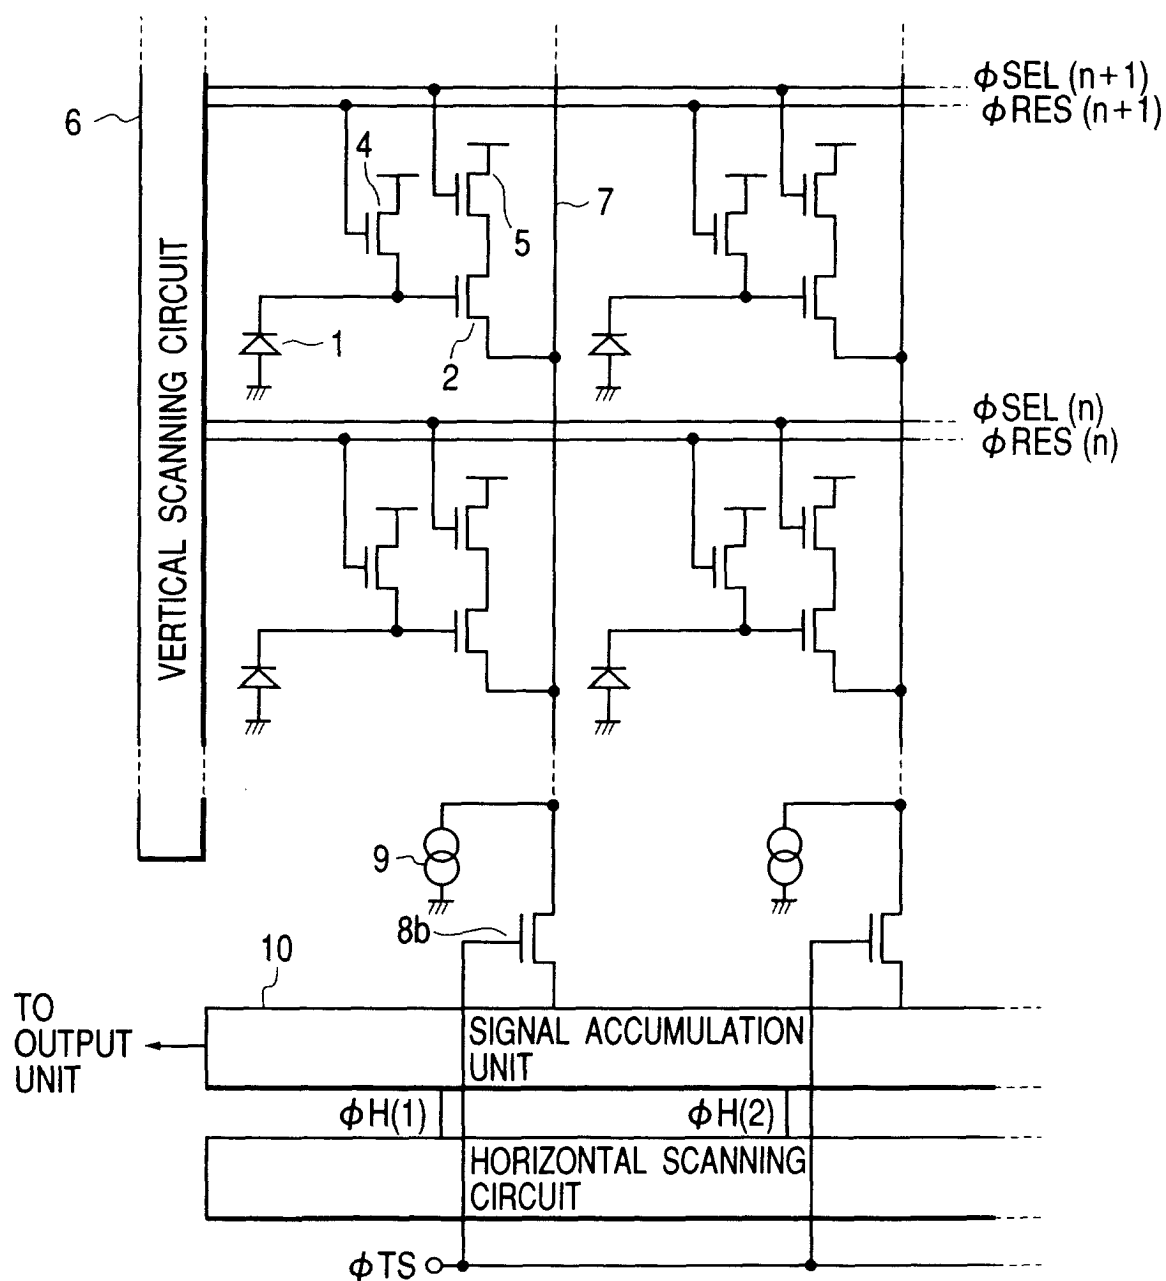 φSEL (n+1)
φRES (n+1)
6
4
5
7
1
2
VERTICAL SCANNING CIRCUIT
φSEL (n)
φRES (n)
9
8b
10
TO
OUTPUT
UNIT
SIGNAL ACCUMULATION
UNIT
φH(1)
φH(2)
HORIZONTAL SCANNING
CIRCUIT
φTS